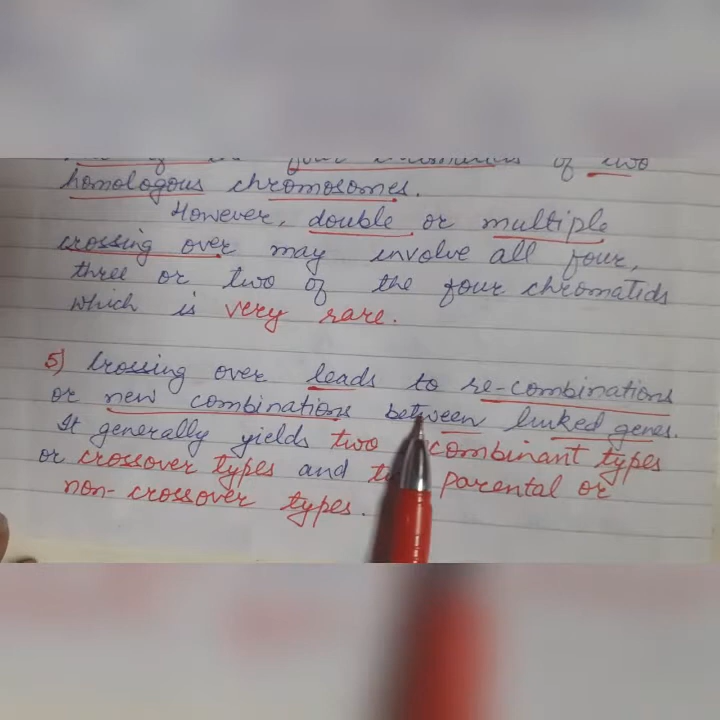 of two
homologous chromosomes.
However, double or multiple
crossing over may involve all four,
three or two of the four chromatids
which is very rare.
5) Crossing over leads to re-combinations
or new combinations between linked genes.
It generally yields two combinant types
or crossover types and parental or
non-crossover types.